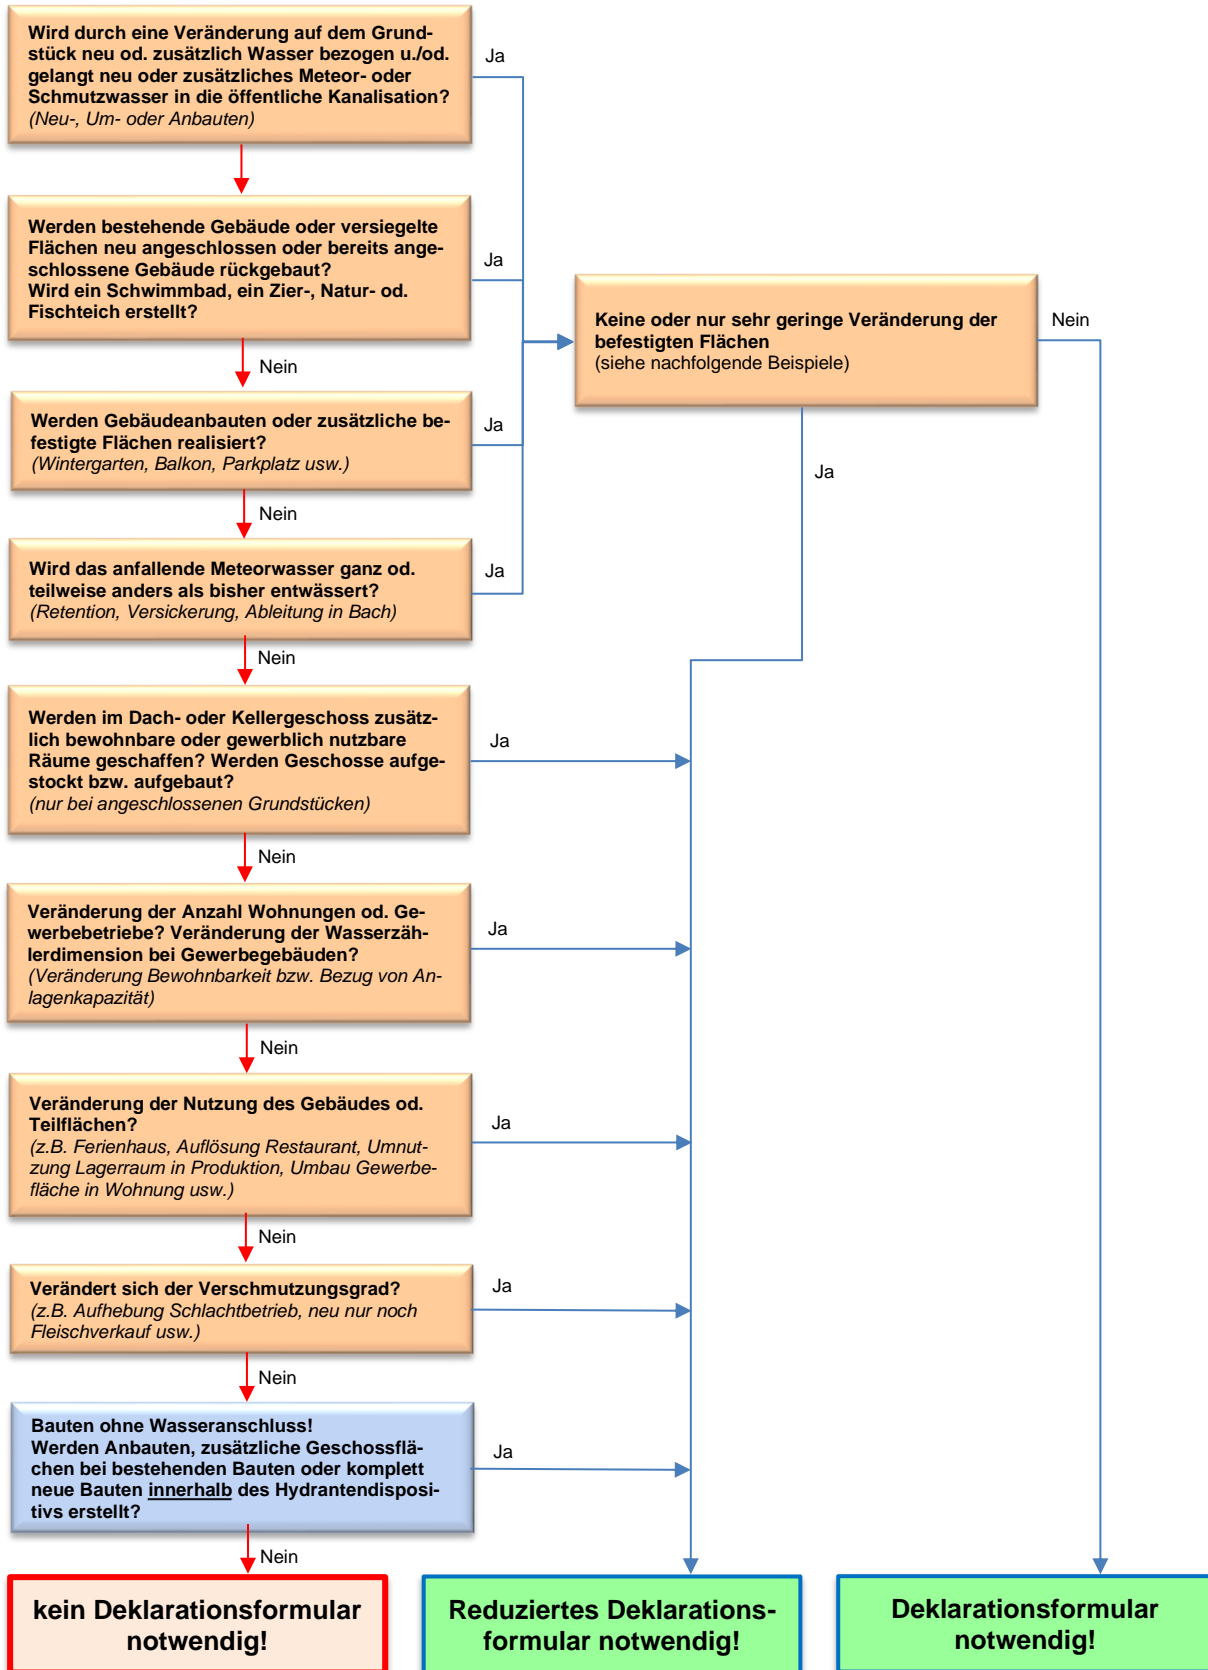 Wird durch eine Veränderung auf dem Grund-
stück neu od. zusätzlich Wasser bezogen u./od.
gelangt neu oder zusätzliches Meteor- oder
Schmutzwasser in die öffentliche Kanalisation?
(Neu-, Um- oder Anbauten)
Ja
Werden bestehende Gebäude oder versiegelte
Flächen neu angeschlossen oder bereits ange-
schlossene Gebäude rückgebaut?
Wird ein Schwimmbad, ein Zier-, Natur- od.
Fischteich erstellt?
Ja
Nein
Keine oder nur sehr geringe Veränderung der
befestigten Flächen
(siehe nachfolgende Beispiele)
Nein
Ja
Werden Gebäudeanbauten oder zusätzliche be-
festigte Flächen realisiert?
(Wintergarten, Balkon, Parkplatz usw.)
Ja
Nein
Wird das anfallende Meteorwasser ganz od.
teilweise anders als bisher entwässert?
(Retention, Versickerung, Ableitung in Bach)
Ja
Nein
Werden im Dach- oder Kellergeschoss zusätz-
lich bewohnbare oder gewerblich nutzbare
Räume geschaffen? Werden Geschosse aufge-
stockt bzw. aufgebaut?
(nur bei angeschlossenen Grundstücken)
Ja
Nein
Veränderung der Anzahl Wohnungen od. Ge-
werbebetriebe? Veränderung der Wasserzäh-
lerdimension bei Gewerbegebäuden?
(Veränderung Bewohnbarkeit bzw. Bezug von An-
lagenkapazität)
Ja
Nein
Veränderung der Nutzung des Gebäudes od.
Teilflächen?
(z.B. Ferienhaus, Auflösung Restaurant, Umnut-
zung Lagerraum in Produktion, Umbau Gewerbe-
fläche in Wohnung usw.)
Ja
Nein
Verändert sich der Verschmutzungsgrad?
(z.B. Aufhebung Schlachtbetrieb, neu nur noch
Fleischverkauf usw.)
Ja
Nein
Bauten ohne Wasseranschluss!
Werden Anbauten, zusätzliche Geschossflä-
chen bei bestehenden Bauten oder komplett
neue Bauten innerhalb des Hydrantendispositi-
tivs erstellt?
Ja
Nein
kein Deklarationsformular
notwendig!
Reduziertes Deklarations-
formular notwendig!
Deklarationsformular
notwendig!